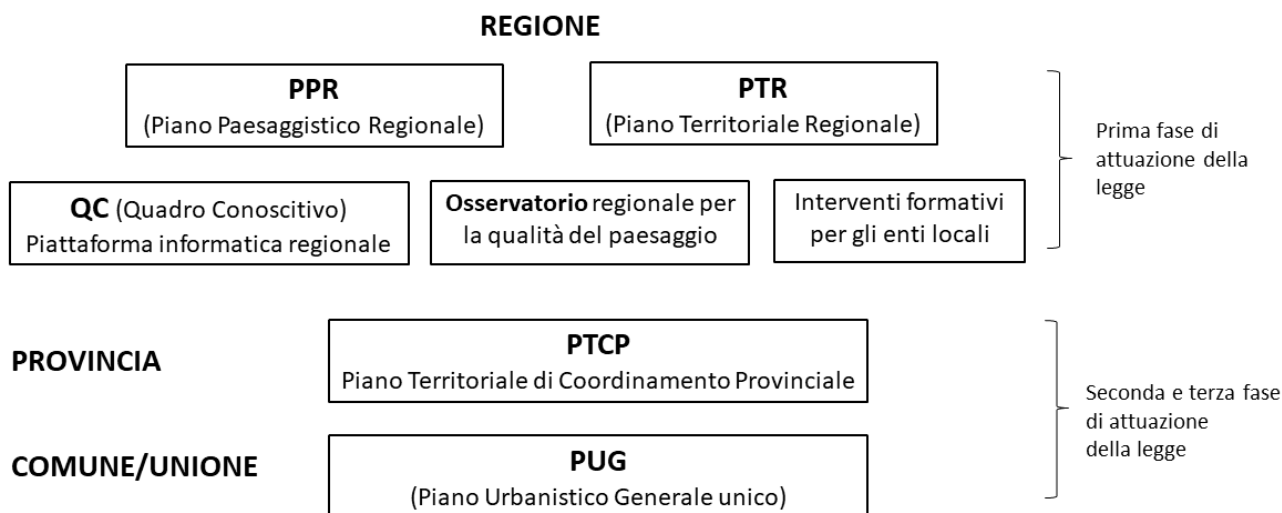 REGIONE
PPR
(Piano Paesaggistico Regionale)
PTR
(Piano Territoriale Regionale)
Prima fase di
attuazione della
legge
QC (Quadro Conoscitivo)
Piattaforma informatica regionale
Osservatorio regionale per
la qualità del paesaggio
Interventi formativi
per gli enti locali
PROVINCIA
PTCP
Piano Territoriale di Coordinamento Provinciale
Seconda e terza fase
di attuazione
della legge
COMUNE/UNIONE
PUG
(Piano Urbanistico Generale unico)